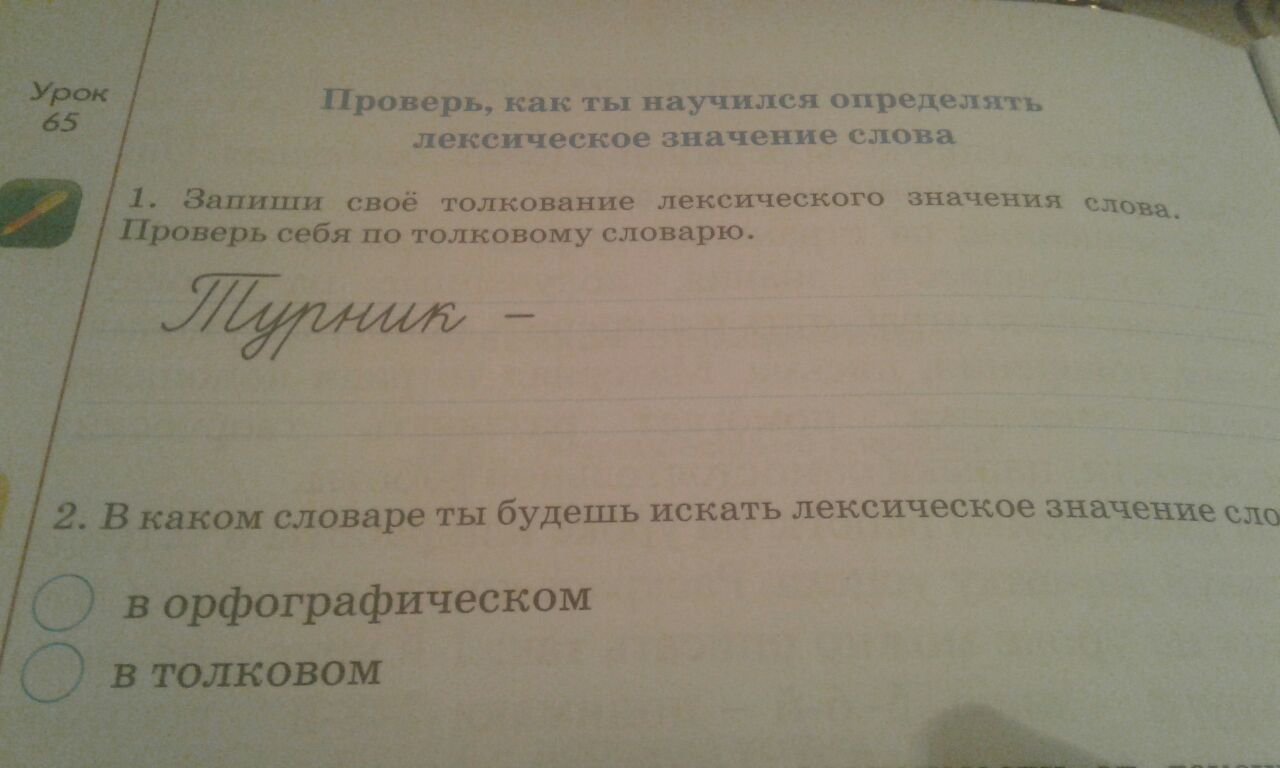 Урок
65
Проверь, как ты научился определять
лексическое значение слова
1. Запиши своё толкование лексического значения слова.
Проверь себя по толковому словарю.
Турник –
2. В каком словаре ты будешь искать лексическое значение сло
в орфографическом
в толковом